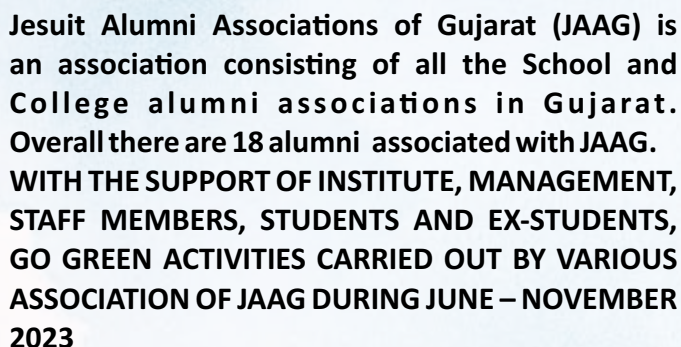 Jesuit Alumni Associations of Gujarat (JAAG) is
an association consisting of all the School and
College alumni associations in Gujarat.
Overall there are 18 alumni associated with JAAG.
WITH THE SUPPORT OF INSTITUTE, MANAGEMENT,
STAFF MEMBERS, STUDENTS AND EX-STUDENTS,
GO GREEN ACTIVITIES CARRIED OUT BY VARIOUS
ASSOCIATION OF JAAG DURING JUNE – NOVEMBER
2023